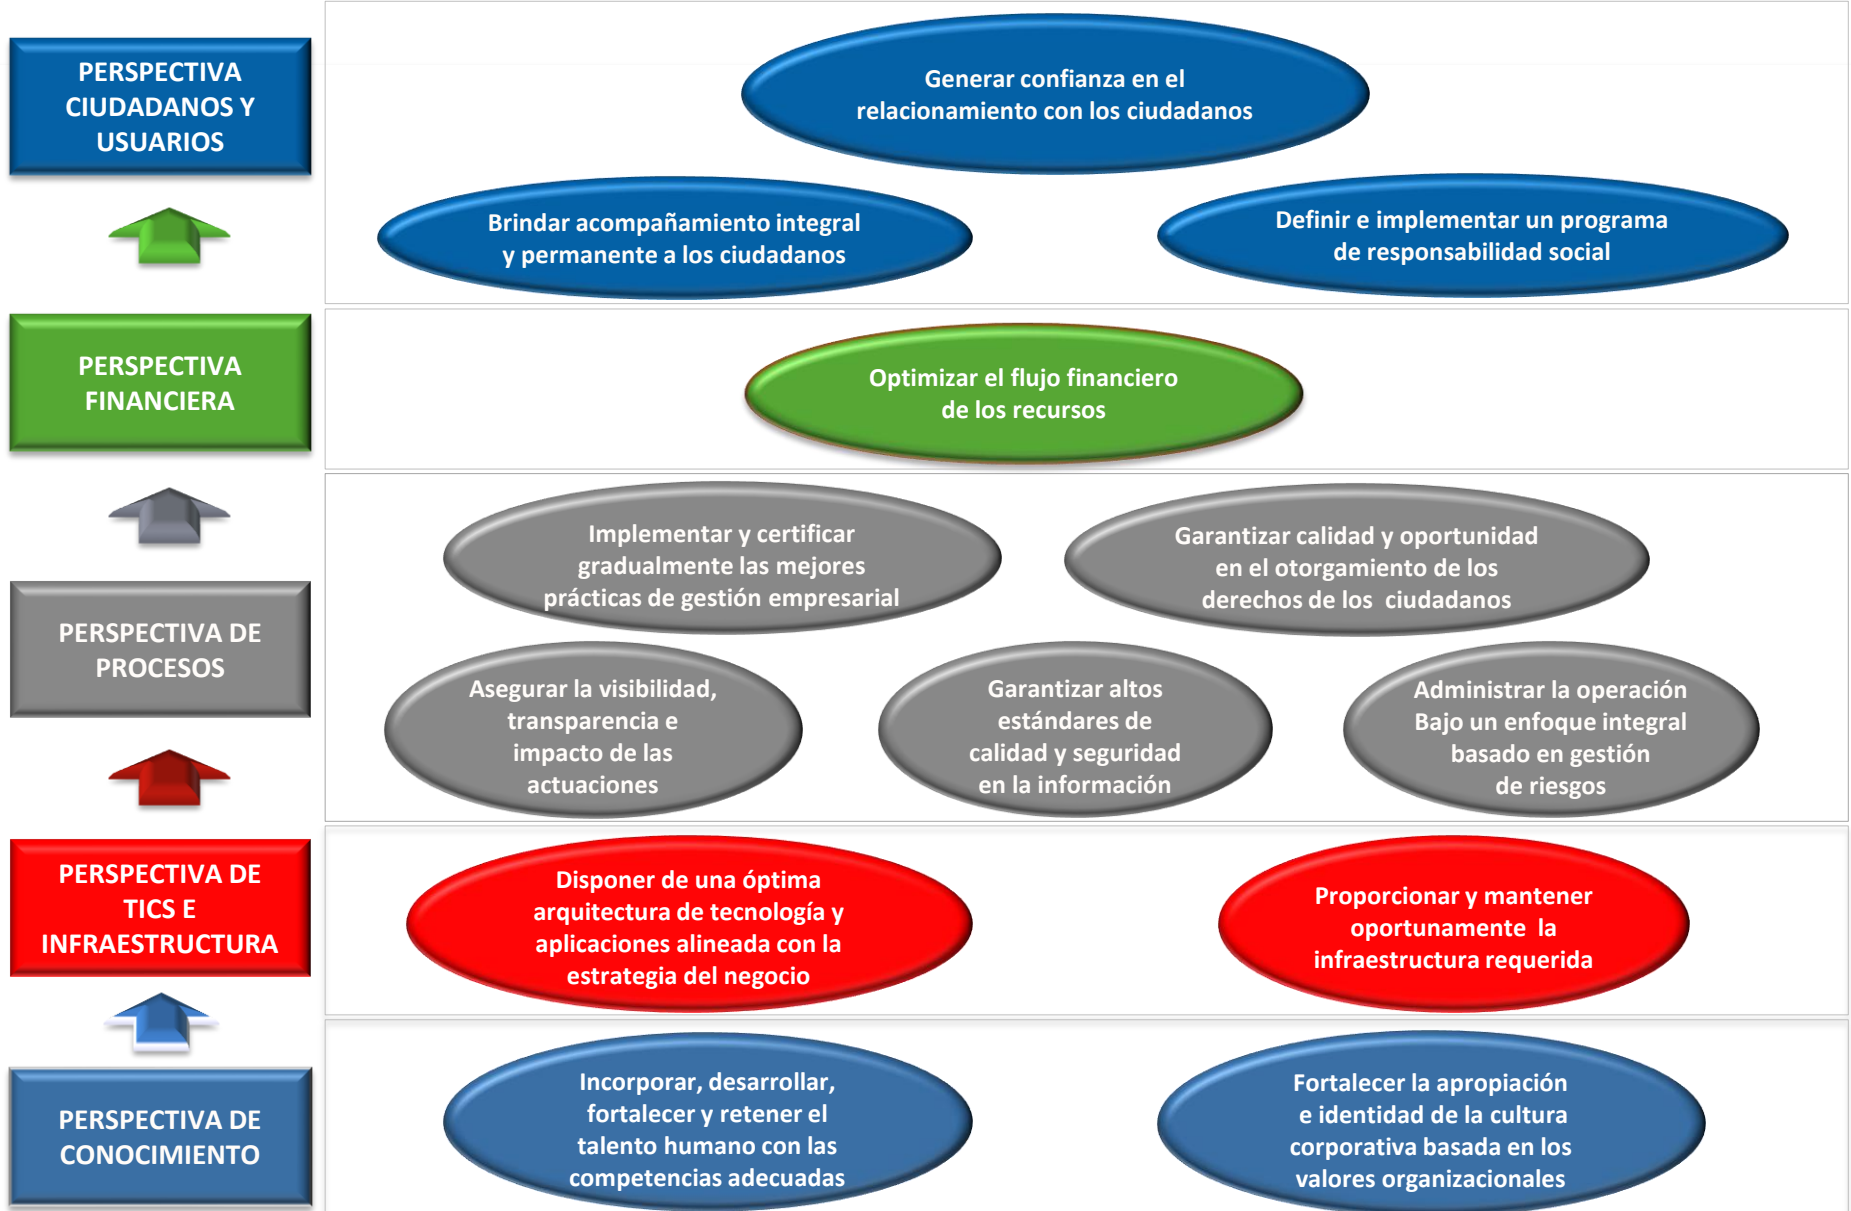 PERSPECTIVA
CIUDADANOS Y
USUARIOS
Generar confianza en el
relacionamiento con los ciudadanos
Brindar acompañamiento integral
y permanente a los ciudadanos
Definir e implementar un programa
de responsabilidad social
PERSPECTIVA
FINANCIERA
Optimizar el flujo financiero
de los recursos
PERSPECTIVA DE
PROCESOS
Implementar y certificar
gradualmente las mejores
prácticas de gestión empresarial
Garantizar calidad y oportunidad
en el otorgamiento de los
derechos de los ciudadanos
Asegurar la visibilidad,
transparencia e
impacto de las
actuaciones
Garantizar altos
estándares de
calidad y seguridad
en la información
Administrar la operación
Bajo un enfoque integral
basado en gestión
de riesgos
PERSPECTIVA DE
TICS E
INFRAESTRUCTURA
Disponer de una óptima
arquitectura de tecnología y
aplicaciones alineada con la
estrategia del negocio
Proporcionar y mantener
oportunamente la
infraestructura requerida
PERSPECTIVA DE
CONOCIMIENTO
Incorporar, desarrollar,
fortalecer y retener el
talento humano con las
competencias adecuadas
Fortalecer la apropiación
e identidad de la cultura
corporativa basada en los
valores organizacionales